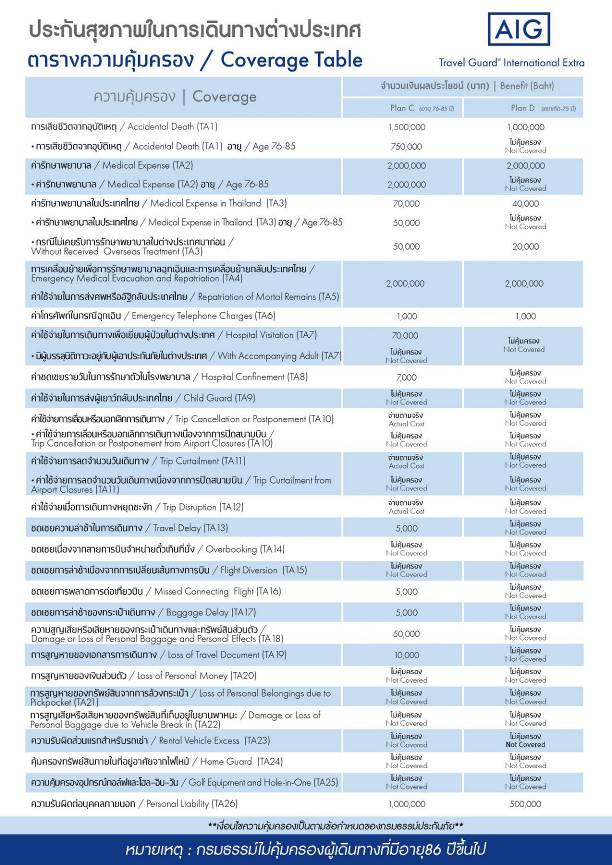 ประกันสุขภาพในการเดินทางต่างประเทศ
AIG
ตารางความคุ้มครอง / Coverage Table
Travel Guard® International Extra
ความคุ้มครอง | Coverage
จำนวนเงินผลประโยชน์ (บาท) | Benefit (Baht)
Plan C (อายุ 76-85 ปี)
Plan D (แรกเกิด-75 ปี)
การเสียชีวิตจากอุบัติเหตุ / Accidental Death (TA1) 1,500,000 1,000,000
• การเสียชีวิตจากอุบัติเหตุ / Accidental Death (TA1) อายุ / Age 76-85 750,000 ไม่คุ้มครอง
Not Covered
ค่ารักษาพยาบาล / Medical Expense (TA2) 2,000,000 2,000,000
• ค่ารักษาพยาบาล / Medical Expense (TA2) อายุ / Age 76-85 2,000,000 ไม่คุ้มครอง
Not Covered
ค่ารักษาพยาบาลในประเทศไทย / Medical Expense in Thailand (TA3) 70,000 40,000
• ค่ารักษาพยาบาลในประเทศไทย / Medical Expense in Thailand (TA3) อายุ / Age 76-85 50,000 ไม่คุ้มครอง
Not Covered
• กรณีไม่เคยรับการรักษาพยาบาลในต่างประเทศมาก่อน /
Without Received Overseas Treatment (TA3) 50,000 20,000
การเคลื่อนย้ายเพื่อการรักษาพยาบาลฉุกเฉินและการเคลื่อนย้ายกลับประเทศไทย /
Emergency Medical Evacuation and Repatriation (TA4)
2,000,000 2,000,000
ค่าใช้จ่ายในการส่งศพหรืออัฐิกลับประเทศไทย / Repatriation of Mortal Remains (TA5)
ค่าโทรศัพท์ในกรณีฉุกเฉิน / Emergency Telephone Charges (TA6) 1,000 1,000
ค่าใช้จ่ายในการเดินทางเพื่อเยี่ยมผู้ป่วยในต่างประเทศ / Hospital Visitation (TA7) 70,000 ไม่คุ้มครอง
Not Covered
• มีผู้บรรลุนิติภาวะอยู่กับผู้เอาประกันภัยในต่างประเทศ / With Accompanying Adult (TA7) ไม่คุ้มครอง
Not Covered
ค่าชดเชยรายวันในการรักษาตัวในโรงพยาบาล / Hospital Confinement (TA8) 7,000 ไม่คุ้มครอง
Not Covered
ค่าใช้จ่ายในการส่งผู้เยาว์กลับประเทศไทย / Child Guard (TA9) ไม่คุ้มครอง ไม่คุ้มครอง
Not Covered Not Covered
ค่าใช้จ่ายการเลื่อนหรือบอกเลิกการเดินทาง / Trip Cancellation or Postponement (TA10) จ่ายตามจริง ไม่คุ้มครอง
Actual Cost Not Covered
• ค่าใช้จ่ายการเลื่อนหรือบอกเลิกการเดินทางเนื่องจากการปิดสนามบิน / ไม่คุ้มครอง ไม่คุ้มครอง
Trip Cancellation or Postponement from Airport Closures (TA10) Not Covered Not Covered
ค่าใช้จ่ายการลดจำนวนวันเดินทาง / Trip Curtailment (TA11) จ่ายตามจริง ไม่คุ้มครอง
Actual Cost Not Covered
• ค่าใช้จ่ายการลดจำนวนวันเดินทางเนื่องจากการปิดสนามบิน / Trip Curtailment from ไม่คุ้มครอง ไม่คุ้มครอง
Airport Closures (TA11) Not Covered Not Covered
ค่าใช้จ่ายเมื่อการเดินทางหยุดชะงัก / Trip Disruption (TA12) จ่ายตามจริง ไม่คุ้มครอง
Actual Cost Not Covered
ชดเชยความล่าช้าในการเดินทาง / Travel Delay (TA13) 5,000 ไม่คุ้มครอง
Not Covered
ชดเชยเนื่องจากสายการบินจำหน่ายตั๋วเกินที่นั่ง / Overbooking (TA14) ไม่คุ้มครอง ไม่คุ้มครอง
Not Covered Not Covered
ชดเชยการล่าช้าเนื่องจากการเปลี่ยนเส้นทางการบิน / Flight Diversion (TA15) ไม่คุ้มครอง ไม่คุ้มครอง
Not Covered Not Covered
ชดเชยการพลาดการต่อเที่ยวบิน / Missed Connecting Flight (TA16) 5,000 ไม่คุ้มครอง
Not Covered
ชดเชยการล่าช้าของกระเป๋าเดินทาง / Baggage Delay (TA17) 5,000 ไม่คุ้มครอง
Not Covered
ความสูญเสียหรือเสียหายของกระเป๋าเดินทางและทรัพย์สินส่วนตัว / 50,000 ไม่คุ้มครอง
Damage or Loss of Personal Baggage and Personal Effects (TA18) Not Covered
การสูญหายของเอกสารการเดินทาง / Loss of Travel Document (TA19) 10,000 ไม่คุ้มครอง
Not Covered
การสูญหายของเงินส่วนตัว / Loss of Personal Money (TA20) ไม่คุ้มครอง ไม่คุ้มครอง
Not Covered Not Covered
การสูญหายของทรัพย์สินจากการล้วงกระเป๋า / Loss of Personal Belongings due to ไม่คุ้มครอง ไม่คุ้มครอง
Pickpocket (TA21) Not Covered Not Covered
การสูญเสียหรือเสียหายของทรัพย์สินที่เก็บอยู่ในยานพาหนะ / Damage or Loss of ไม่คุ้มครอง ไม่คุ้มครอง
Personal Baggage due to Vehicle Break in (TA22) Not Covered Not Covered
ความรับผิดส่วนแรกสำหรับรถเช่า / Rental Vehicle Excess (TA23) ไม่คุ้มครอง ไม่คุ้มครอง
Not Covered Not Covered
คุ้มครองทรัพย์สินภายในที่อยู่อาศัยจากไฟไหม้ / Home Guard (TA24) ไม่คุ้มครอง ไม่คุ้มครอง
Not Covered Not Covered
ความคุ้มครองอุปกรณ์กอล์ฟและโฮล-อิน-วัน / Golf Equipment and Hole-in-One (TA25) ไม่คุ้มครอง ไม่คุ้มครอง
Not Covered Not Covered
ความรับผิดต่อบุคคลภายนอก / Personal Liability (TA26) 1,000,000 500,000
**เงื่อนไขความคุ้มครองเป็นตามข้อกำหนดของกรมธรรม์ประกันภัย**
หมายเหตุ : กรมธรรม์ไม่คุ้มครองผู้เดินทางที่มีอายุ86 ปีขึ้นไป